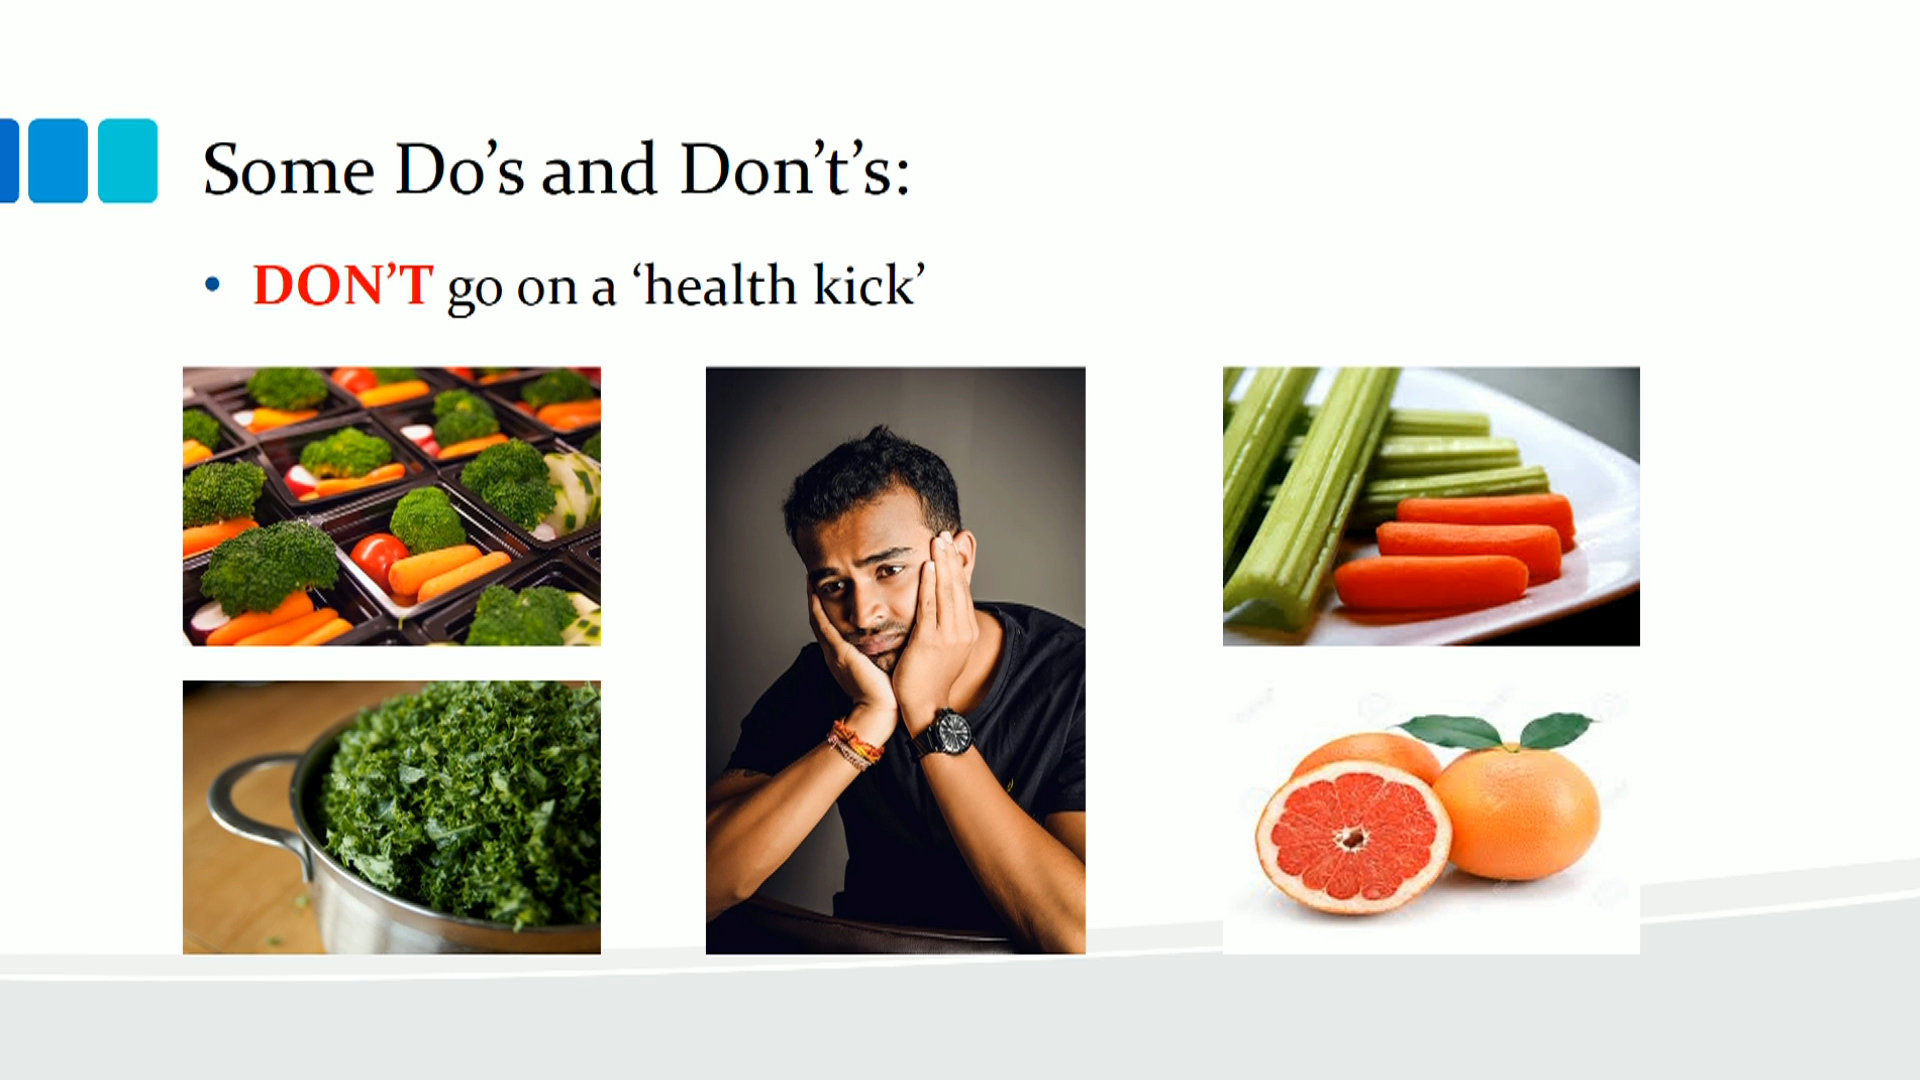 Some Do’s and Don’t’s:
• DON’T go on a ‘health kick’